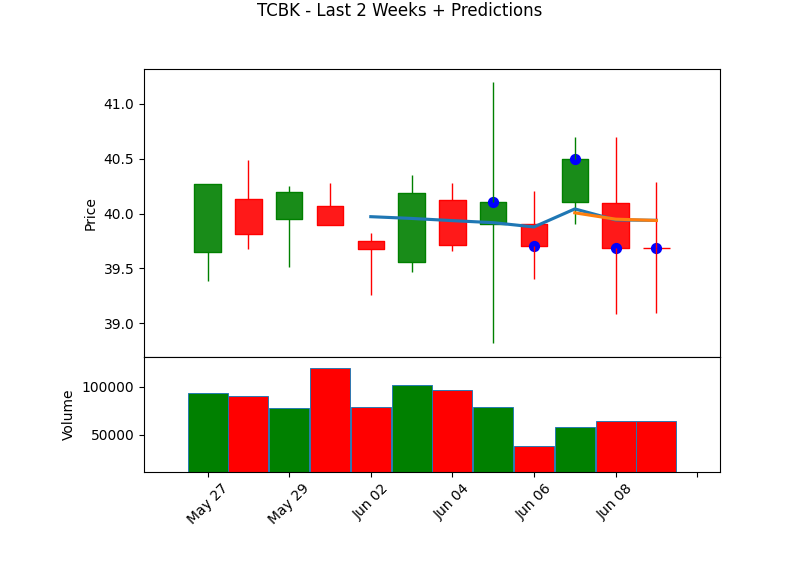 TCBK - Last 2 Weeks + Predictions
41.0
40.5
40.0
39.5
39.0
Price
100000
50000
Volume
May 27
May 29
Jun 02
Jun 04
Jun 06
Jun 08